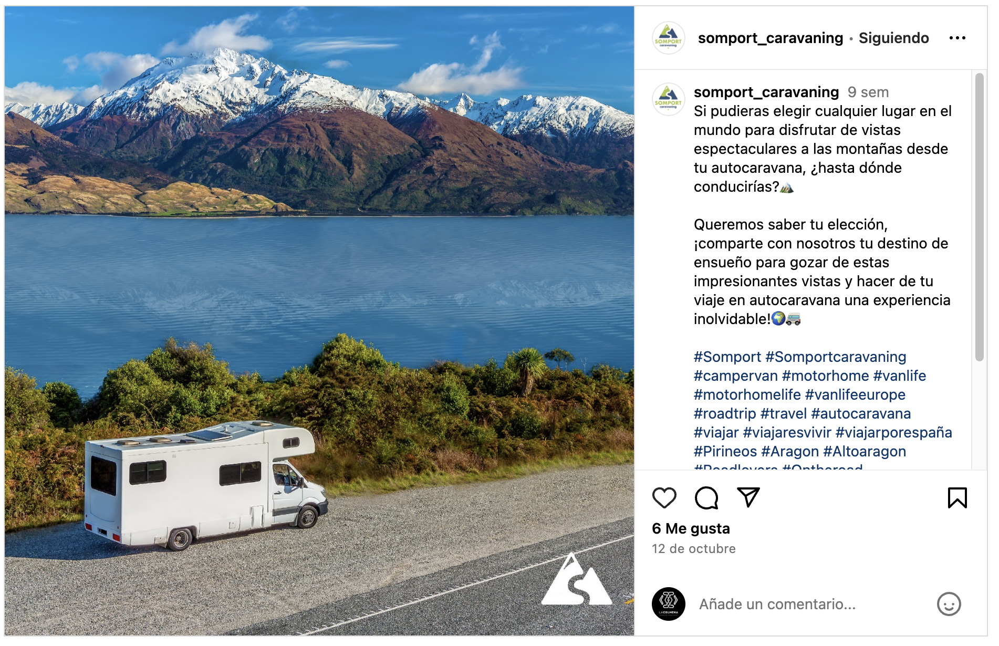 SOMPORT
caravaning
somport_caravaning • Siguiendo
SOMPORT
caravaning
somport_caravaning 9 sem
Si pudieras elegir cualquier lugar en el
mundo para disfrutar de vistas
espectaculares a las montañas desde
tu autocaravana, ¿hasta dónde
conducirías?🏔️
Queremos saber tu elección,
¡comparte con nosotros tu destino de
ensueño para gozar de estas
impresionantes vistas y hacer de tu
viaje en autocaravana una experiencia
inolvidable!🌍🚐
#Somport #Somportcaravaning
#campervan #motorhome #vanlife
#motorhomelife #vanlifeeurope
#roadtrip #travel #autocaravana
#viajar #viajaresvivir #viajarporespaña
#Pirineos #Aragon #Altoaragon
#Roadlovers #Ontheroad
6 Me gusta
12 de octubre
LACOLMENA
Añade un comentario...